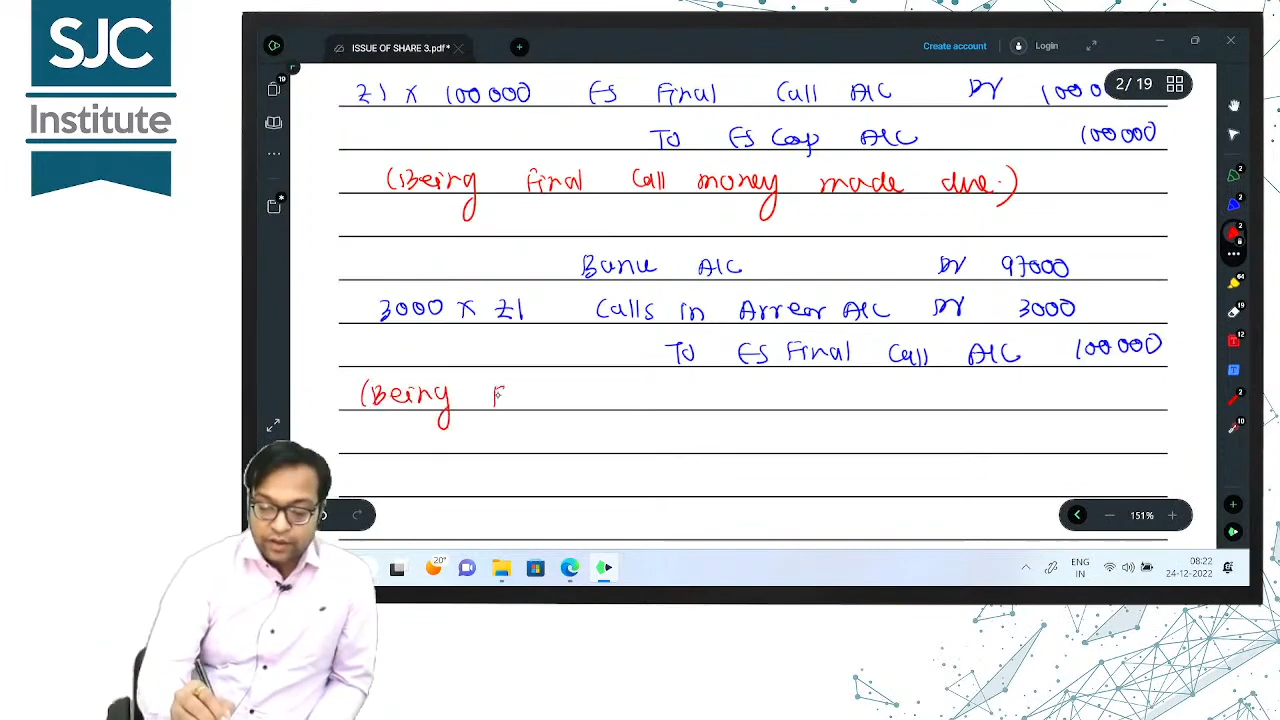 SJC
Institute
ISSUE OF SHARE 3.pdf*
Create account
Login
2/19
₹1 x 100000 ES Final Call A/C Dr 1000
To ES Cap A/C 100000
(Being final call money made due.)
Bank A/C Dr 97000
3000 x ₹1 Calls in Arrear A/C Dr 3000
To ES Final Call A/C 100000
(Being F
151%
20°
ENG
IN
08:22
24-12-2022